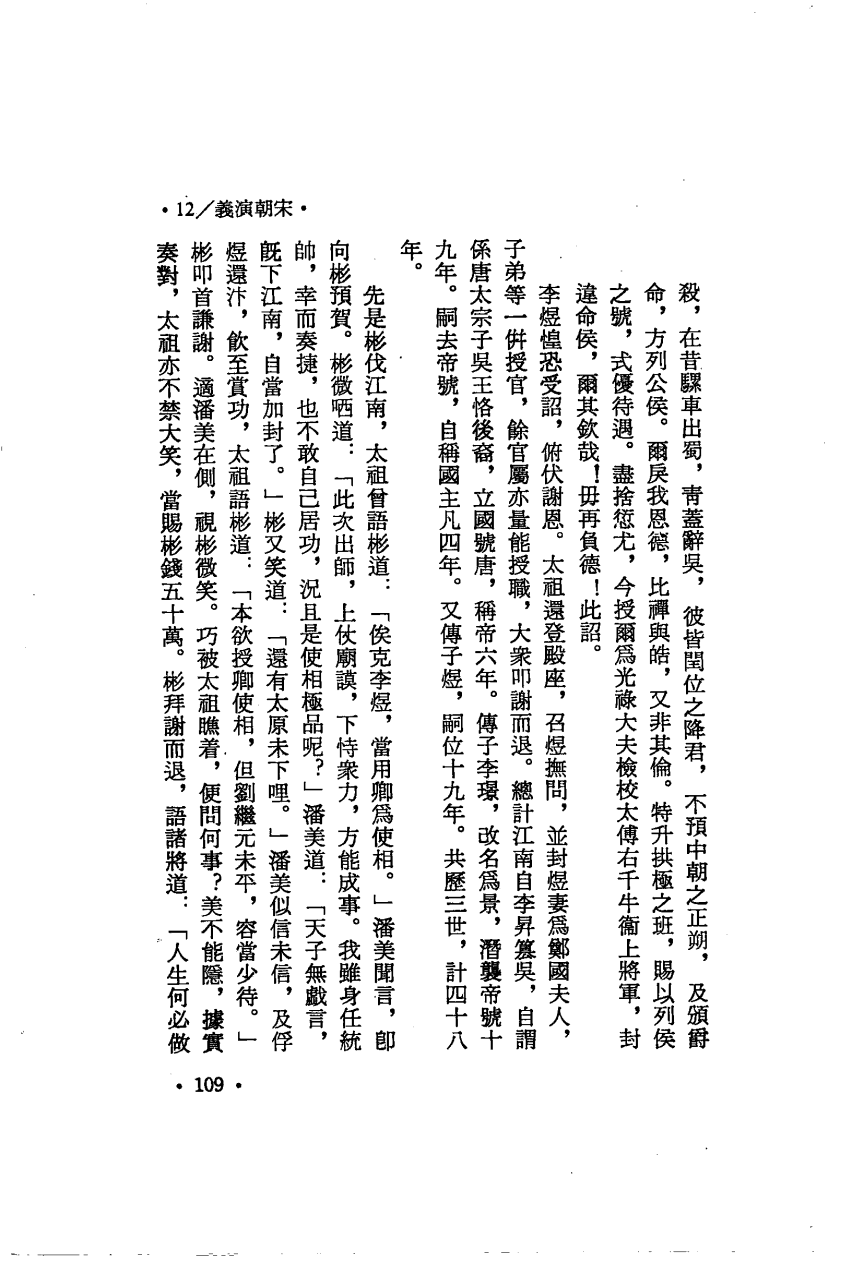 ·12／義演朝宋·
殺，在昔騾車出蜀，青蓋辭吳，彼皆閏位之降君，不預中朝之正朔，及頒爵
命，方列公侯。爾戾我恩德，比禪與皓，又非其倫。特升拱極之班，賜以列侯
之號，式優待遇。盡捨愆尤，今授爾爲光祿大夫檢校太傅右千牛衞上將軍，封
違命侯，爾其欽哉！毋再負德！此詔。
李煜惶恐受詔，俯伏謝恩。太祖還登殿座，召煜撫問，並封煜妻爲鄭國夫人，
子弟等一倂授官，餘官屬亦量能授職，大衆叩謝而退。總計江南自李昇篡吳，自謂
係唐太宗子吳王恪後裔，立國號唐，稱帝六年。傳子李璟，改名爲景，潛襲帝號十
九年。嗣去帝號，自稱國主凡四年。又傳子煜，嗣位十九年。共歷三世，計四十八
年。
先是彬伐江南，太祖曾語彬道：「俟克李煜，當用卿爲使相。」潘美聞言，卽
向彬預賀。彬微哂道：「此次出師，上仗廟謨，下恃衆力，方能成事。我雖身任統
帥，幸而奏捷，也不敢自己居功，況且是使相極品呢？」潘美道：「天子無戲言，
旣下江南，自當加封了。」彬又笑道：「還有太原未下哩。」潘美似信未信，及俘
煜還汴，飮至賞功，太祖語彬道：「本欲授卿使相，但劉繼元未平，容當少待。」
彬叩首謙謝。適潘美在側，視彬微笑。巧被太祖瞧着，便問何事？美不能隱，據實
奏對，太祖亦不禁大笑，當賜彬錢五十萬。彬拜謝而退，語諸將道：「人生何必做
·109·